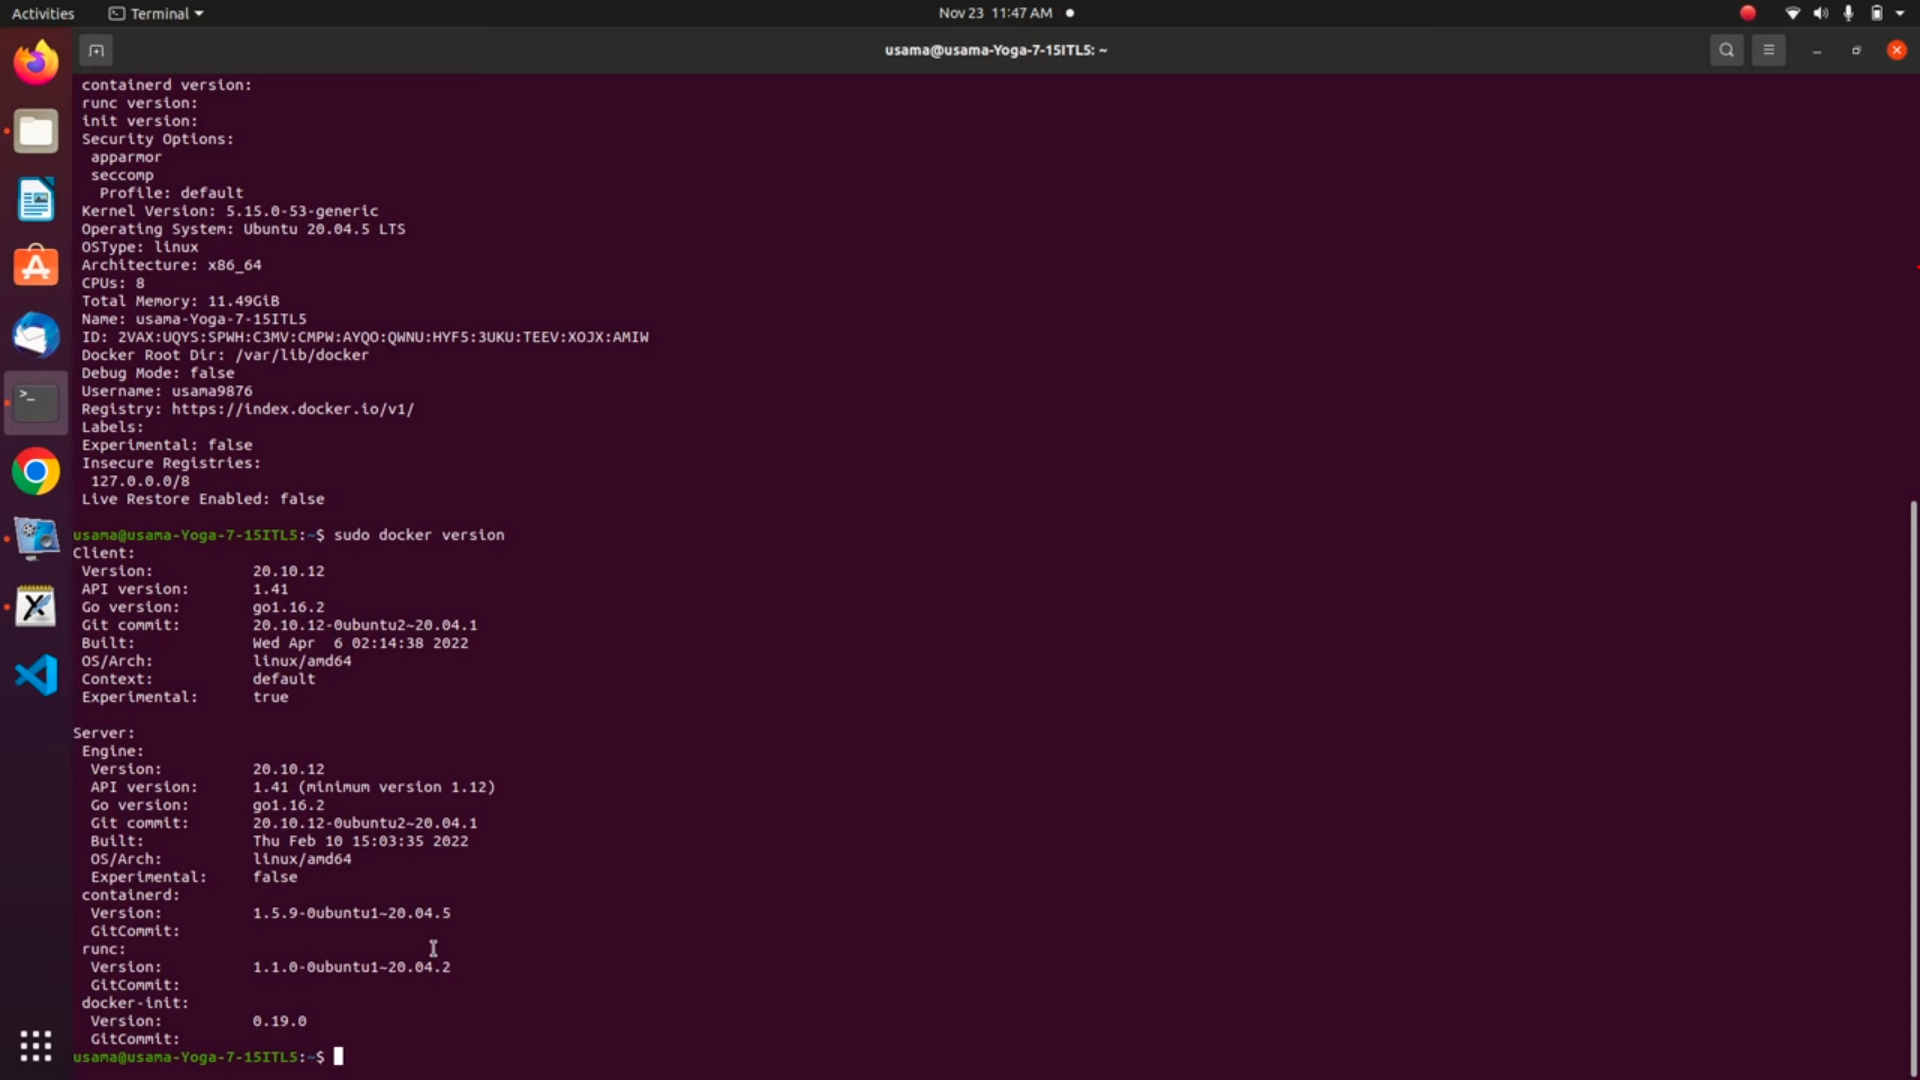 Activities
Terminal
Nov 23 11:47 AM
usama@usama-Yoga-7-15ITL5: ~
containerd version:
runc version:
init version:
Security Options:
apparmor
seccomp
Profile: default
Kernel Version: 5.15.0-53-generic
Operating System: Ubuntu 20.04.5 LTS
OSType: linux
Architecture: x86_64
CPUs: 8
Total Memory: 11.49GiB
Name: usama-Yoga-7-15ITL5
ID: 2VAX:UQYS:SPWH:C3MV:CMPW:AYQO:QWNU:HYF5:3UKU:TEEV:XOJX:AMIW
Docker Root Dir: /var/lib/docker
Debug Mode: false
Username: usama9876
Registry: https://index.docker.io/v1/
Labels:
Experimental: false
Insecure Registries:
127.0.0.0/8
Live Restore Enabled: false
usama@usama-Yoga-7-15ITL5:~$ sudo docker version
Client:
Version: 20.10.12
API version: 1.41
Go version: go1.16.2
Git commit: 20.10.12-0ubuntu2~20.04.1
Built: Wed Apr 6 02:14:38 2022
OS/Arch: linux/amd64
Context: default
Experimental: true
Server:
Engine:
Version: 20.10.12
API version: 1.41 (minimum version 1.12)
Go version: go1.16.2
Git commit: 20.10.12-0ubuntu2~20.04.1
Built: Thu Feb 10 15:03:35 2022
OS/Arch: linux/amd64
Experimental: false
containerd:
Version: 1.5.9-0ubuntu1~20.04.5
GitCommit:
runc:
Version: 1.1.0-0ubuntu1~20.04.2
GitCommit:
docker-init:
Version: 0.19.0
GitCommit:
usama@usama-Yoga-7-15ITL5:~$